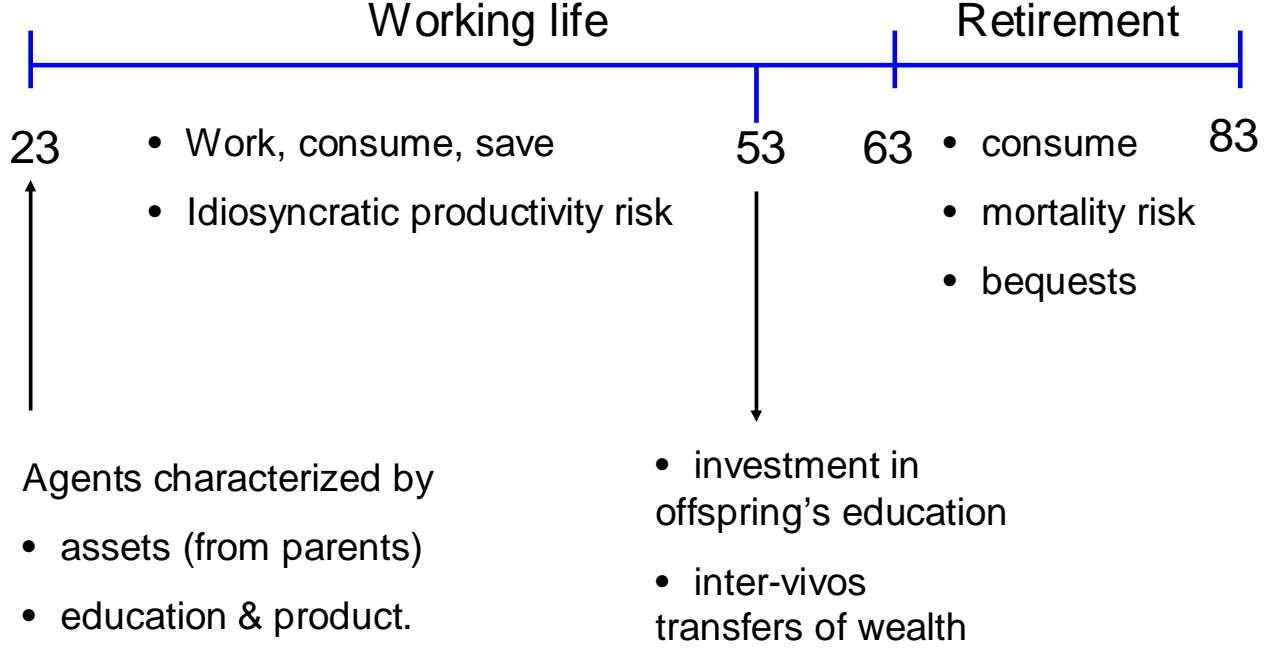 Working life
Retirement
23
• Work, consume, save
• Idiosyncratic productivity risk
53
63
• consume
• mortality risk
• bequests
83
Agents characterized by
• assets (from parents)
• education & product.
• investment in
offspring’s education
• inter-vivos
transfers of wealth